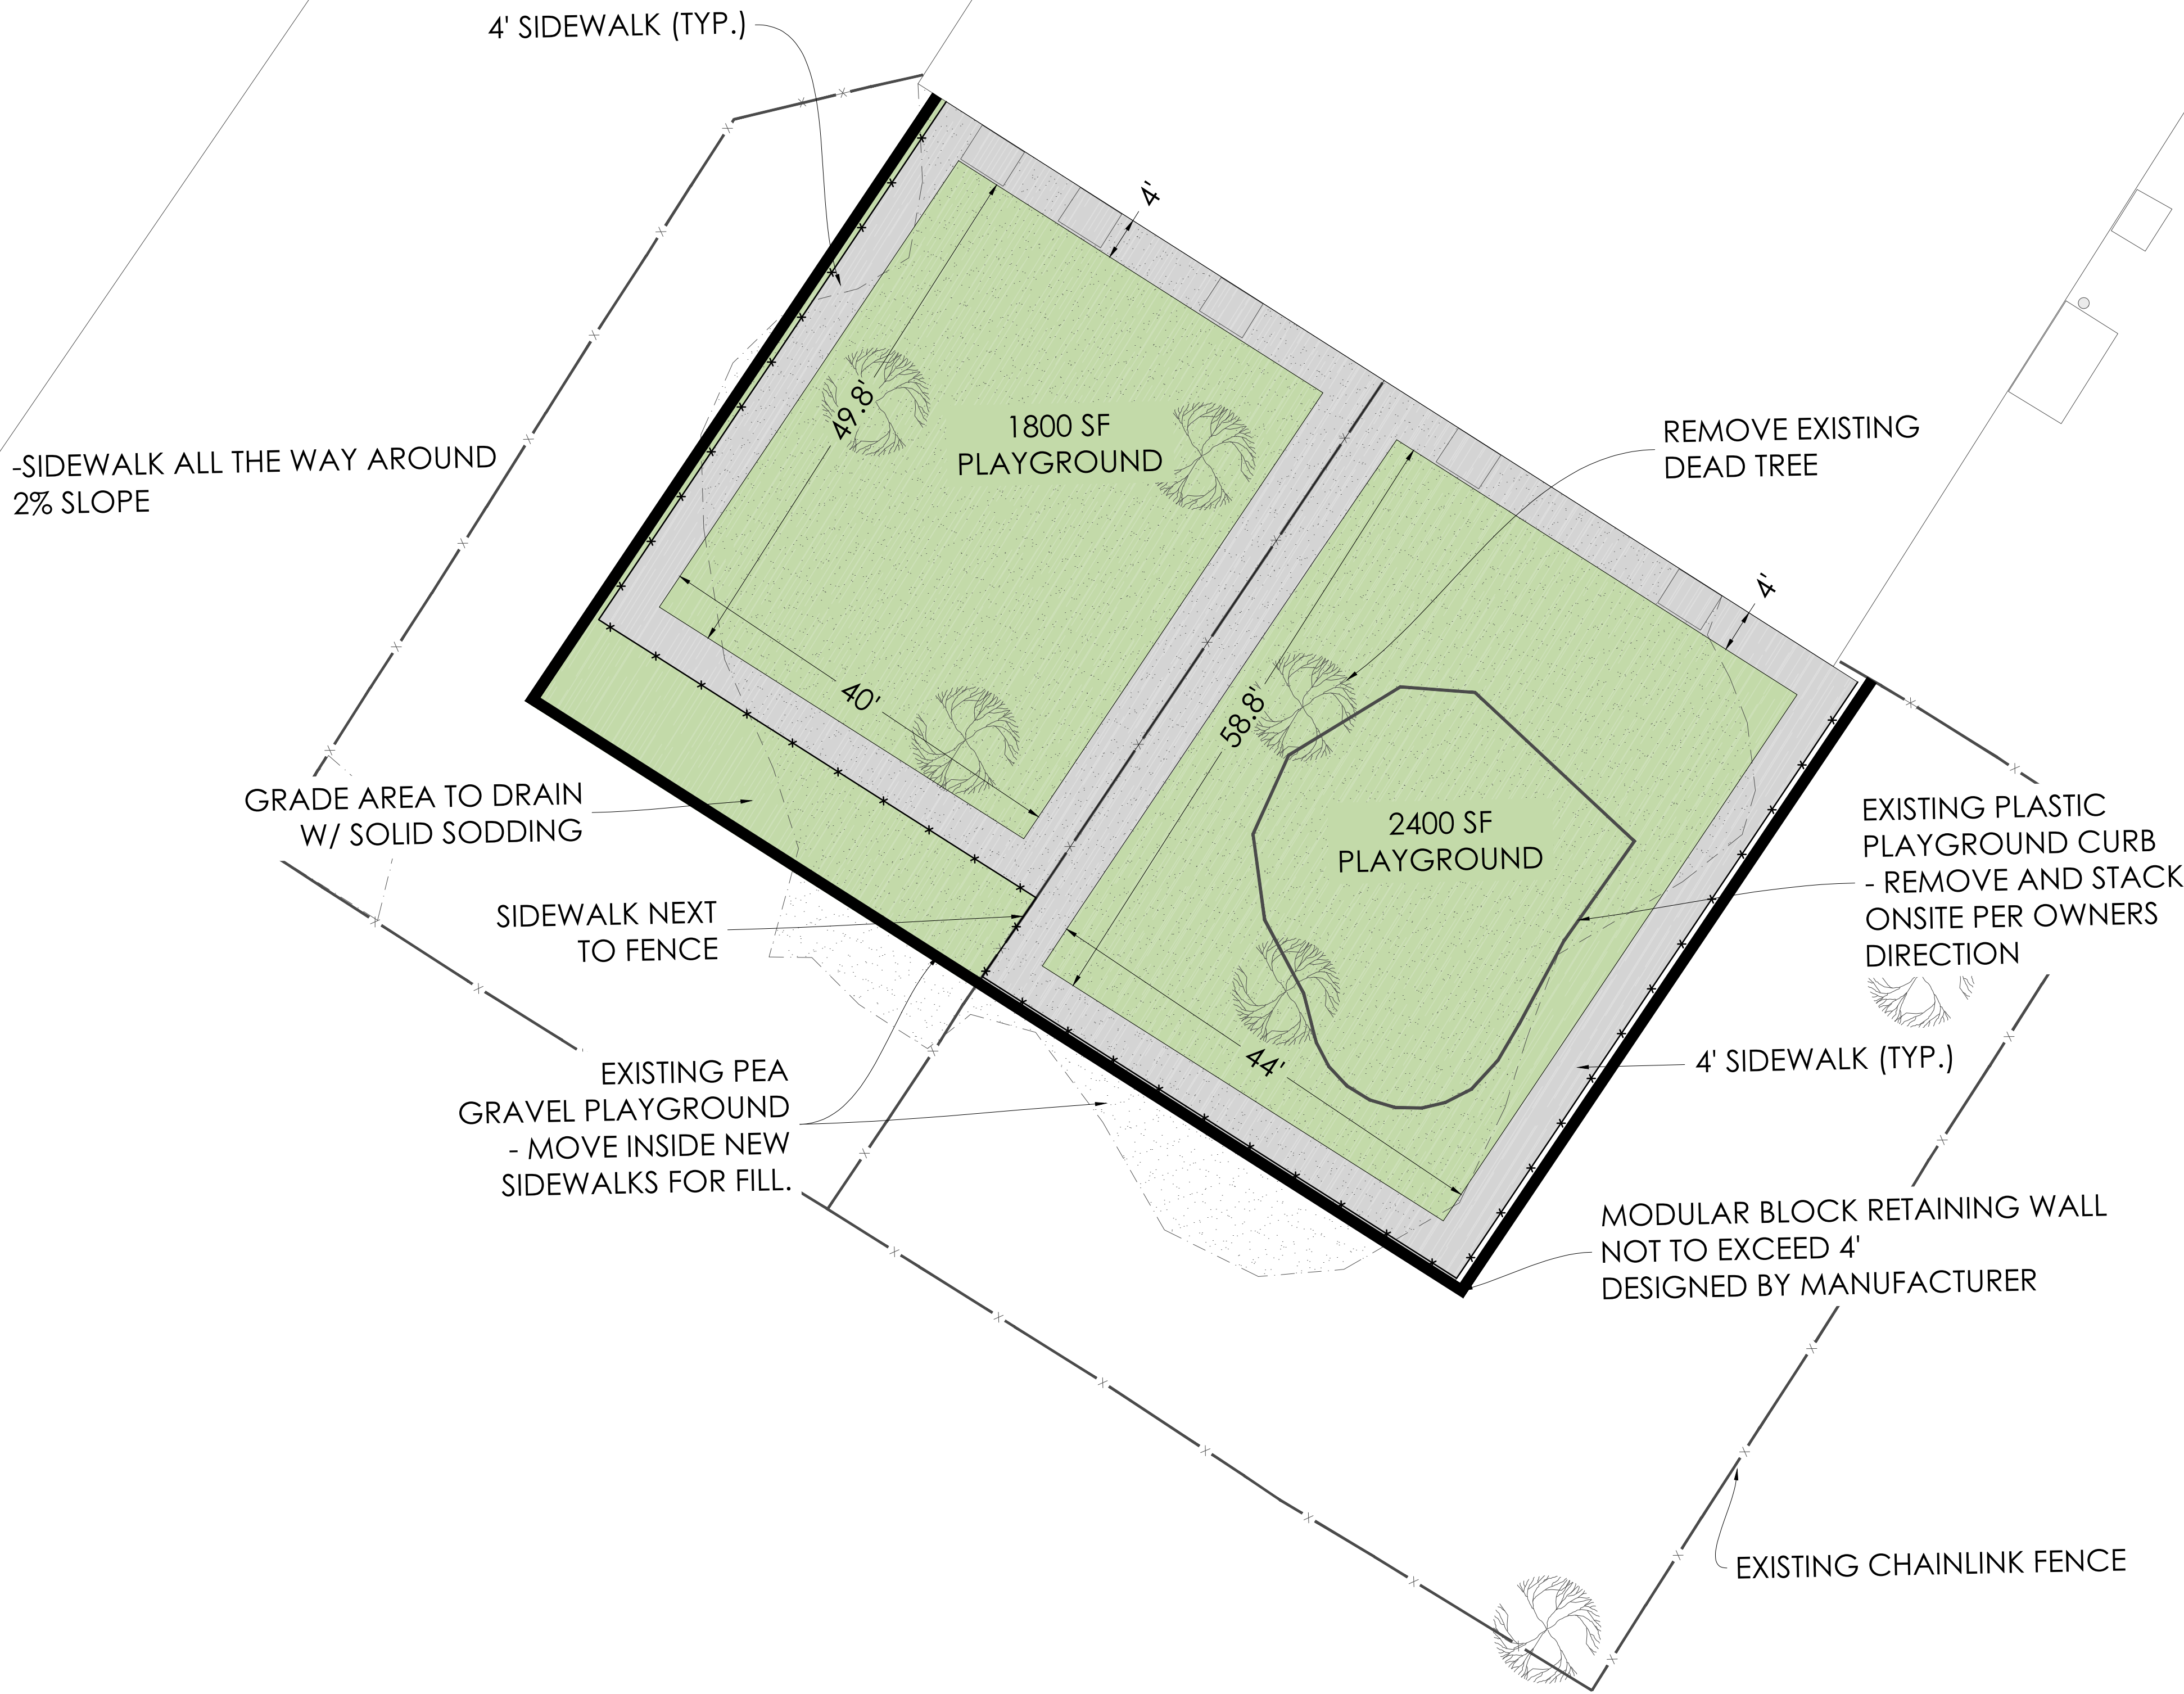 4' SIDEWALK (TYP.)
4'
-SIDEWALK ALL THE WAY AROUND
2% SLOPE
49.8'
1800 SF
PLAYGROUND
REMOVE EXISTING
DEAD TREE
4'
40'
58.8'
GRADE AREA TO DRAIN
W/ SOLID SODDING
2400 SF
PLAYGROUND
EXISTING PLASTIC
PLAYGROUND CURB
- REMOVE AND STACK
ONSITE PER OWNERS
DIRECTION
SIDEWALK NEXT
TO FENCE
44'
4' SIDEWALK (TYP.)
EXISTING PEA
GRAVEL PLAYGROUND
- MOVE INSIDE NEW
SIDEWALKS FOR FILL.
MODULAR BLOCK RETAINING WALL
NOT TO EXCEED 4'
DESIGNED BY MANUFACTURER
EXISTING CHAINLINK FENCE